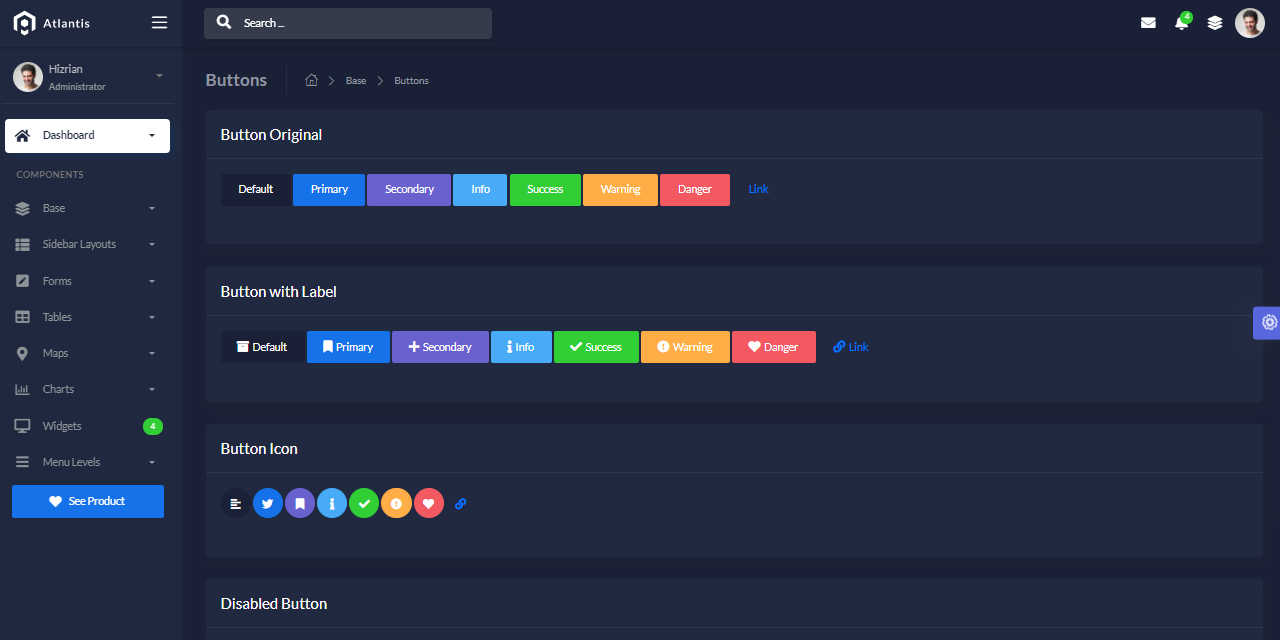 Atlantis
Search ...
4
Hizrian
Administrator
Dashboard
COMPONENTS
Base
Sidebar Layouts
Forms
Tables
Maps
Charts
Widgets 4
Menu Levels
See Product
Buttons Base Buttons
Button Original
Default Primary Secondary Info Success Warning Danger Link
Button with Label
Default Primary Secondary Info Success Warning Danger Link
Button Icon
Disabled Button